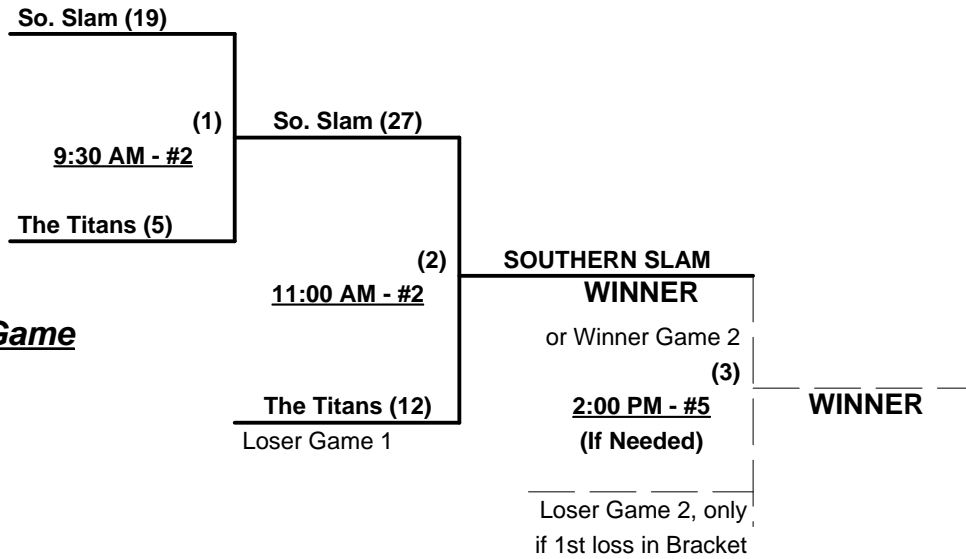 So. Slam (19)
(1)
So. Slam (27)
9:30 AM - #2
The Titans (5)
(2)
SOUTHERN SLAM
11:00 AM - #2
WINNER
Game
or Winner Game 2
(3)
The Titans (12)
2:00 PM - #5
WINNER
Loser Game 1
(If Needed)
Loser Game 2, only
if 1st loss in Bracket